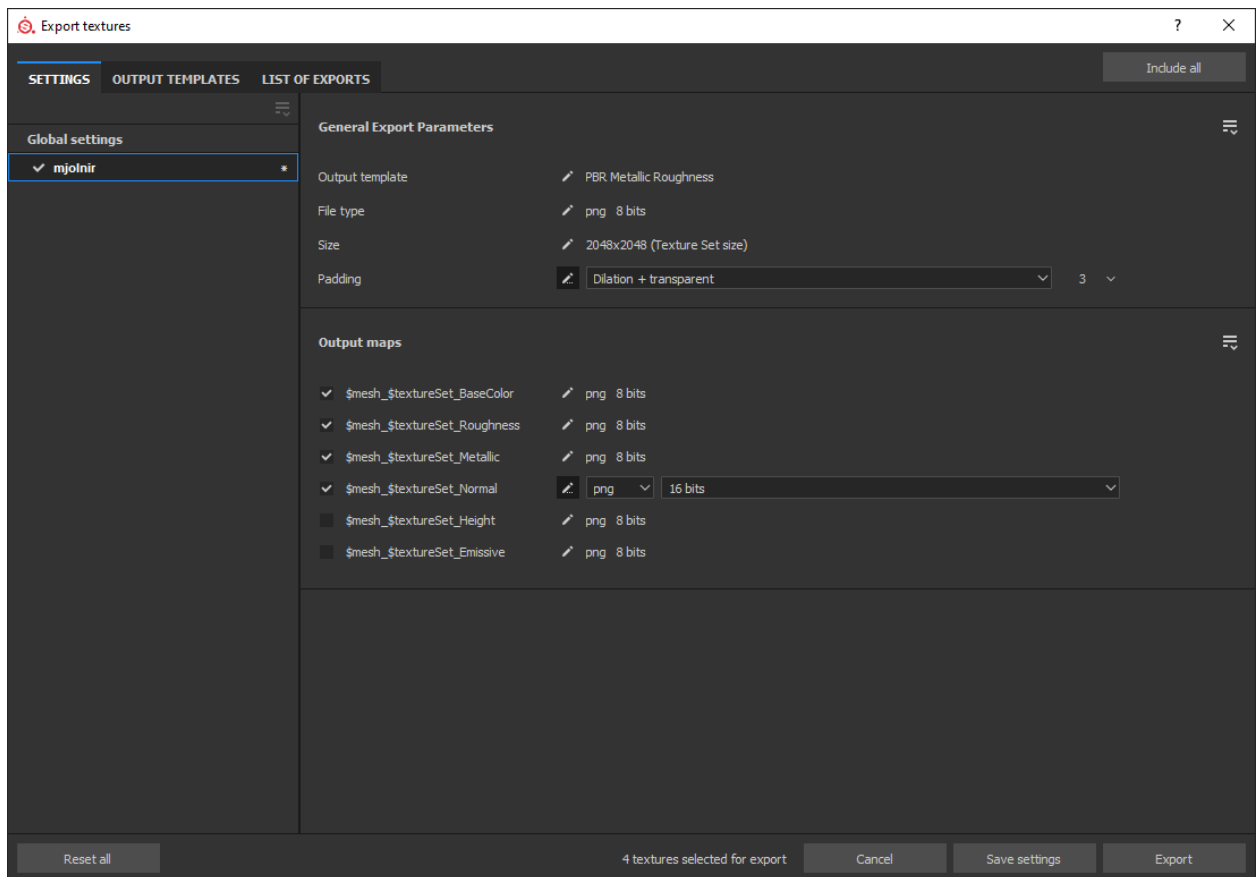 Export textures
?
Include all
SETTINGS OUTPUT TEMPLATES LIST OF EXPORTS
Global settings
mjolnir *
General Export Parameters
Output template PBR Metallic Roughness
File type png 8 bits
Size 2048x2048 (Texture Set size)
Padding Dilation + transparent 3
Output maps
$mesh_$textureSet_BaseColor png 8 bits
$mesh_$textureSet_Roughness png 8 bits
$mesh_$textureSet_Metallic png 8 bits
$mesh_$textureSet_Normal png 16 bits
$mesh_$textureSet_Height png 8 bits
$mesh_$textureSet_Emissive png 8 bits
Reset all 4 textures selected for export Cancel Save settings Export